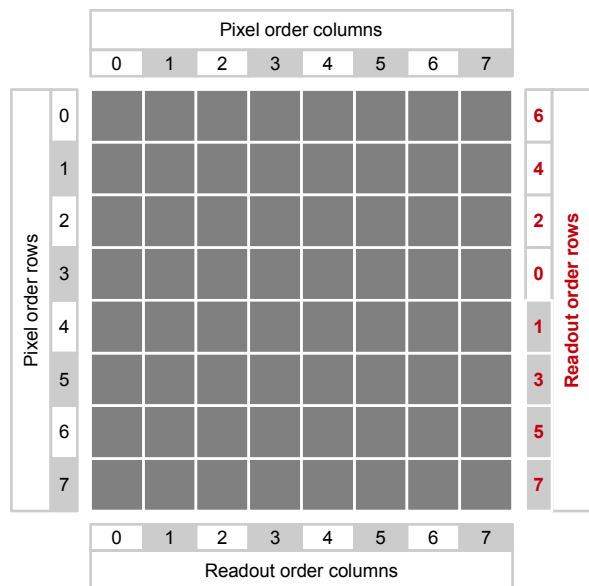 Pixel order columns
0 1 2 3 4 5 6 7
Pixel order rows
0 6
1 4
2 2
3 0
4 1
5 3
6 5
7 7
Readout order rows
0 1 2 3 4 5 6 7
Readout order columns